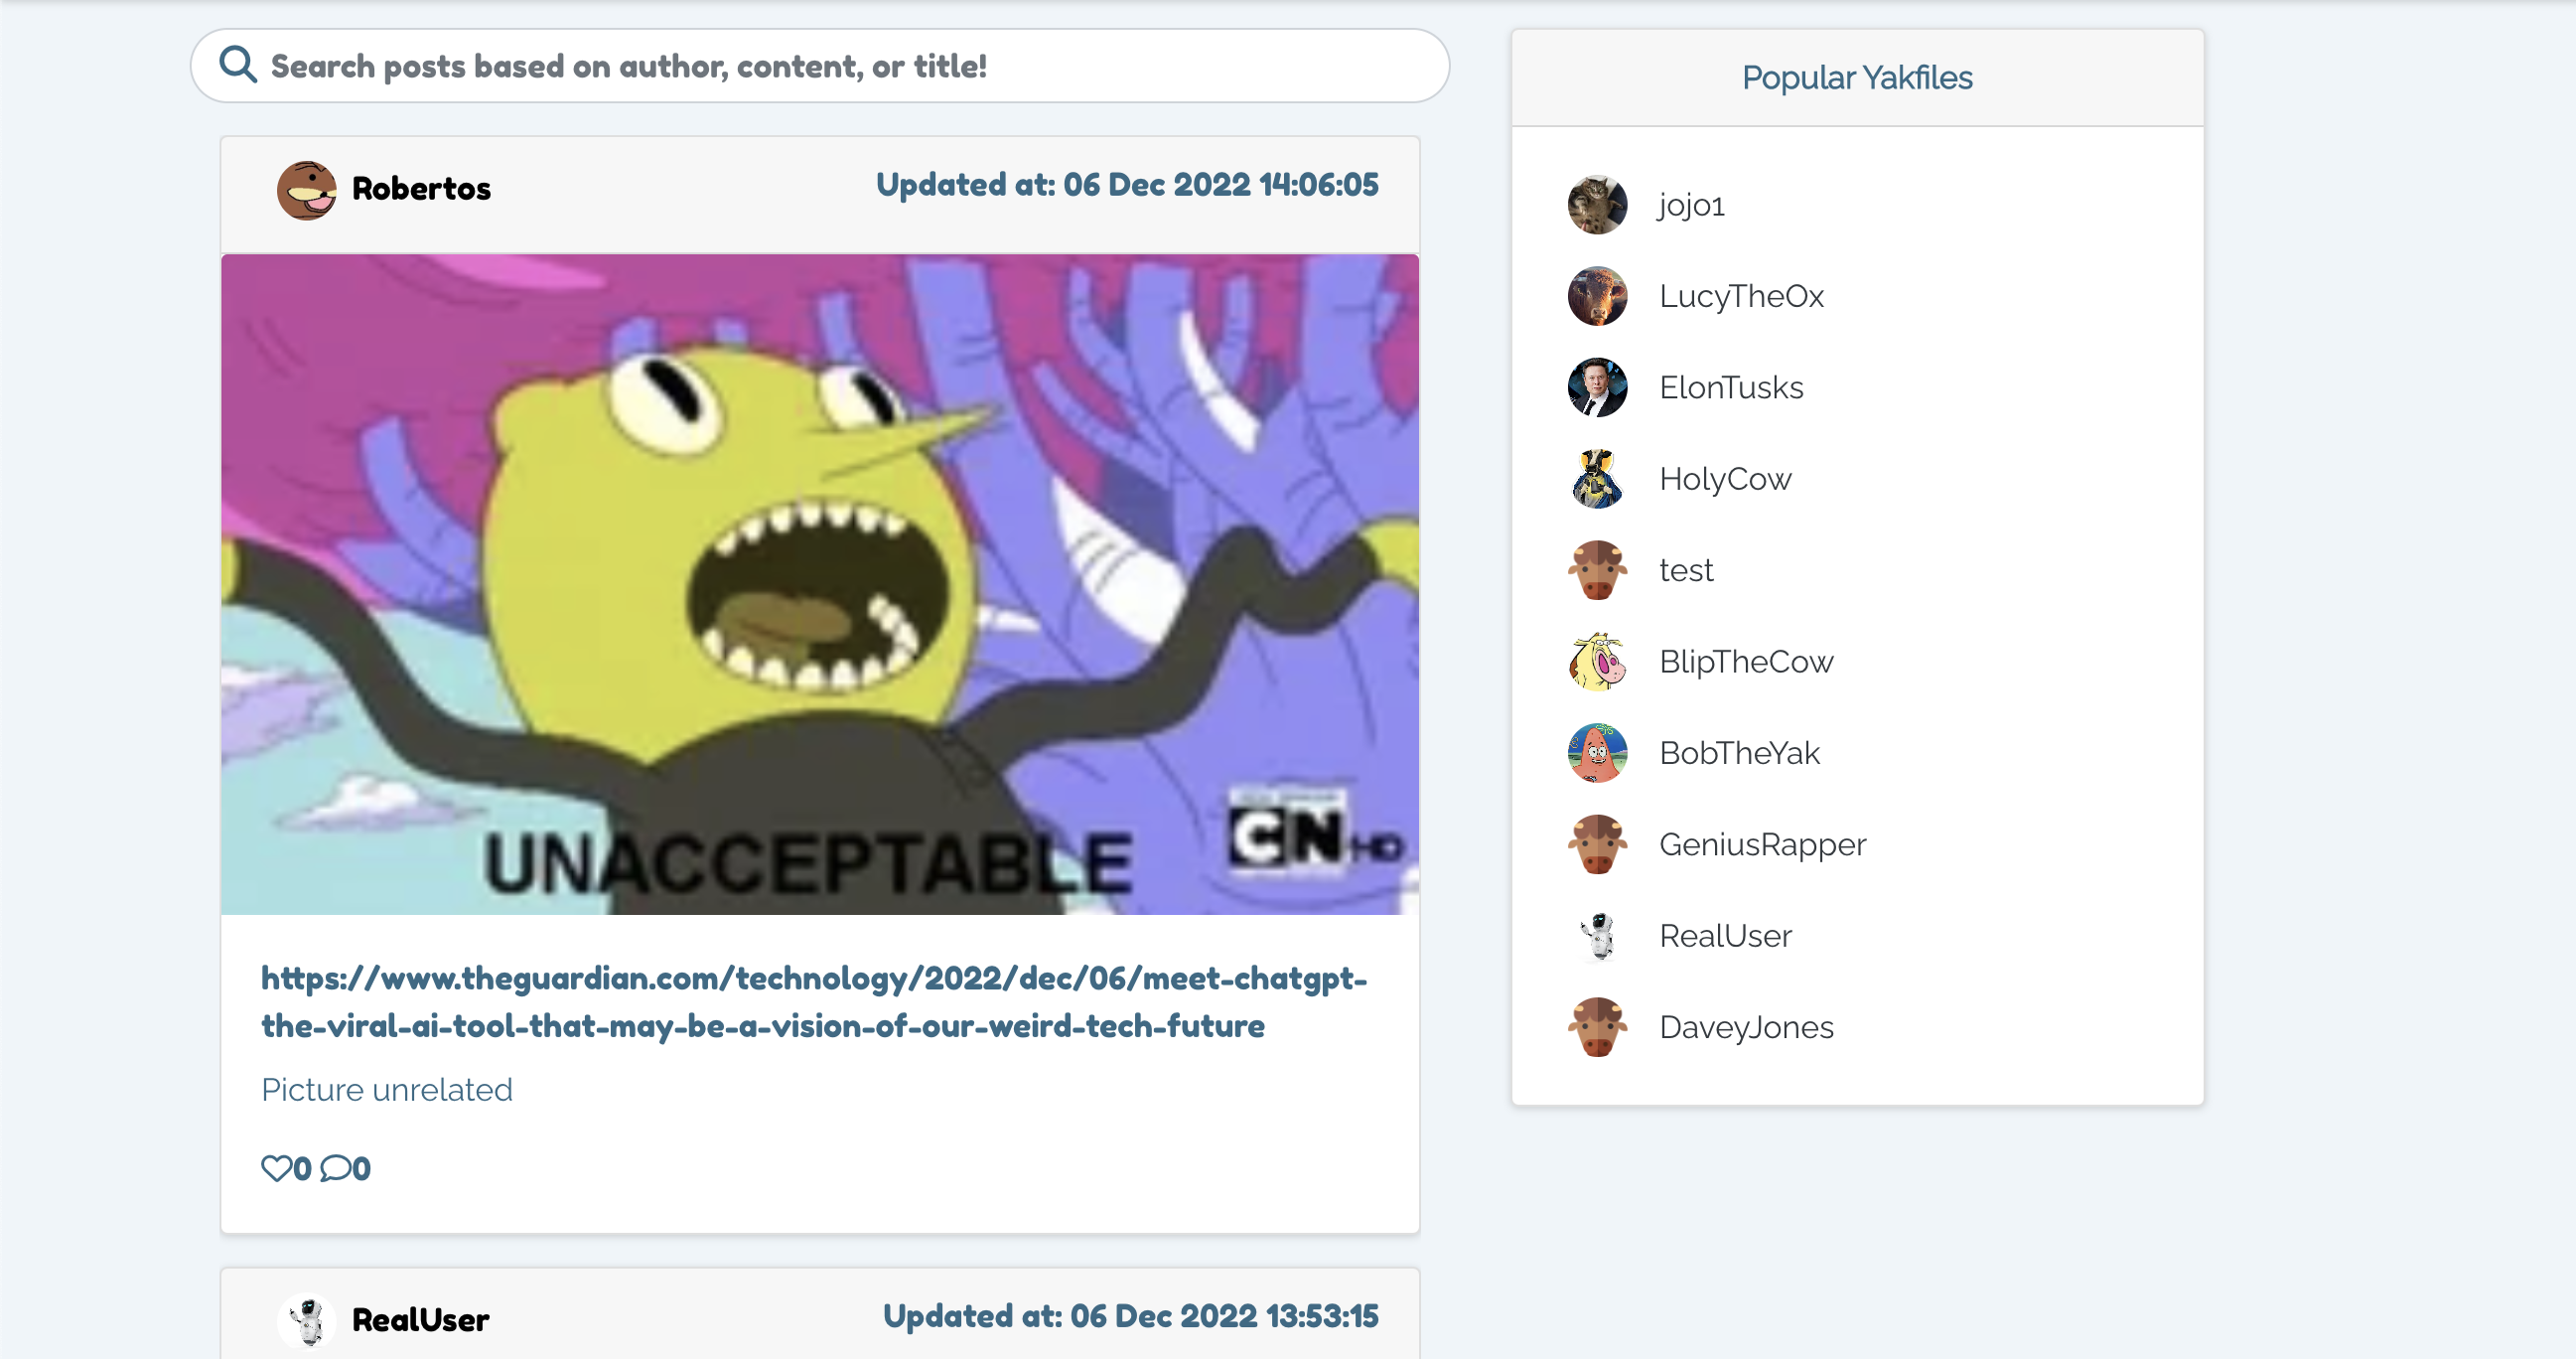 Search posts based on author, content, or title!
Robertos
Updated at: 06 Dec 2022 14:06:05
UNACCEPTABLE
CN HD
https://www.theguardian.com/technology/2022/dec/06/meet-chatgpt-
the-viral-ai-tool-that-may-be-a-vision-of-our-weird-tech-future
Picture unrelated
0 0
RealUser
Updated at: 06 Dec 2022 13:53:15
Popular Yakfiles
jojo1
LucyTheOx
ElonTusks
HolyCow
test
BlipTheCow
BobTheYak
GeniusRapper
RealUser
DaveyJones